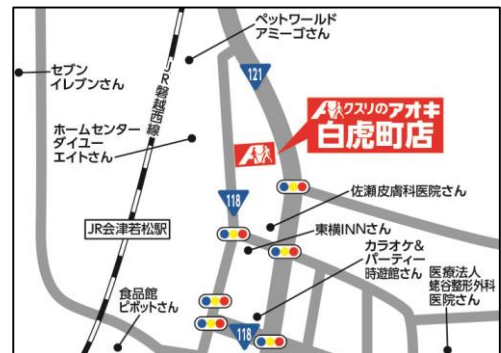 ペットワールド
アミーゴさん
セブン
イレブンさん
JR磐越西線
121
クスリのアオキ
白虎町店
ホームセンター
ダイユー
エイトさん
118
佐瀬皮膚科医院さん
JR会津若松駅
東横INNさん
カラオケ&
パーティー
時遊館さん
医療法人
蛯谷整形外科
医院さん
食品館
ピボットさん
118